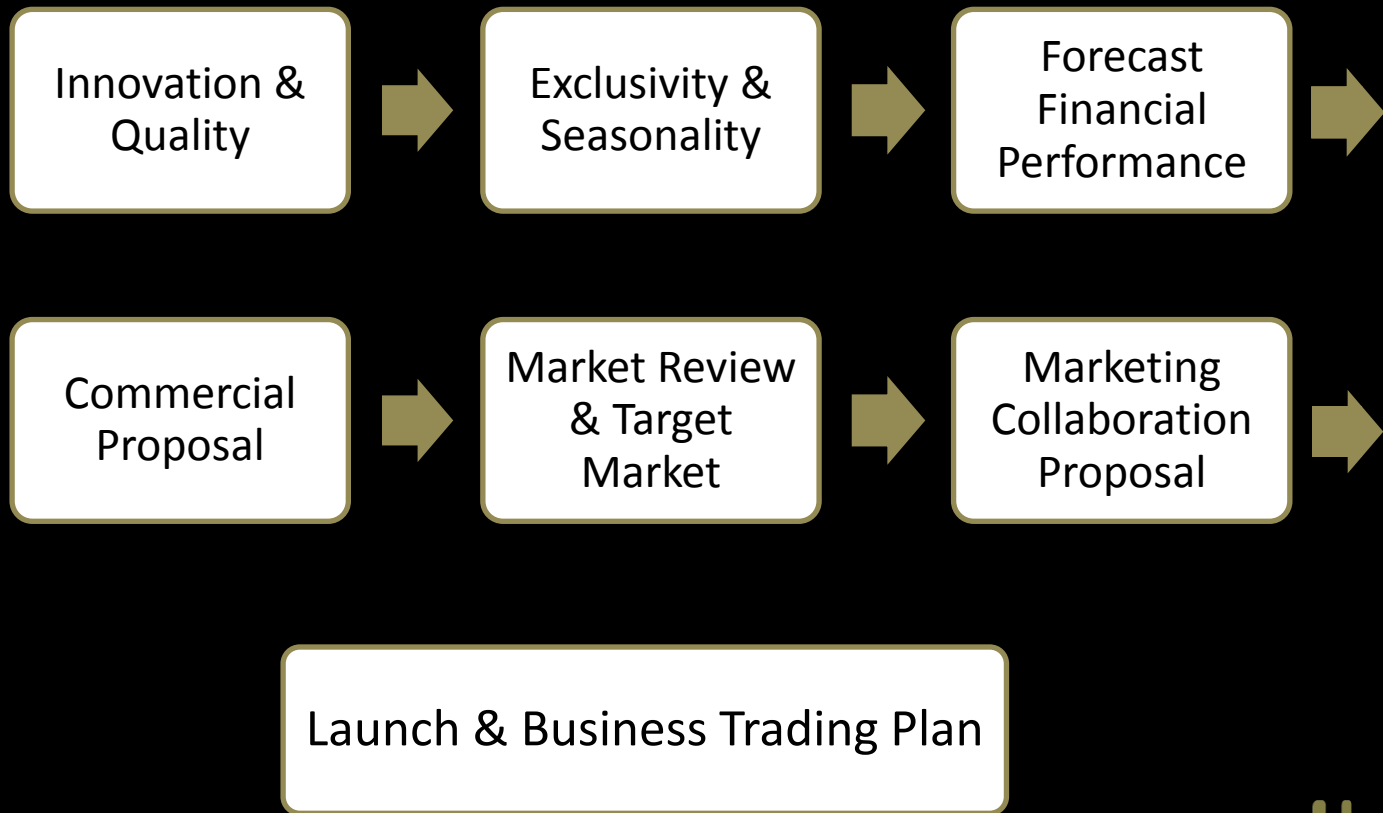 Innovation &
Quality
Exclusivity &
Seasonality
Forecast
Financial
Performance
Commercial
Proposal
Market Review
& Target
Market
Marketing
Collaboration
Proposal
Launch & Business Trading Plan